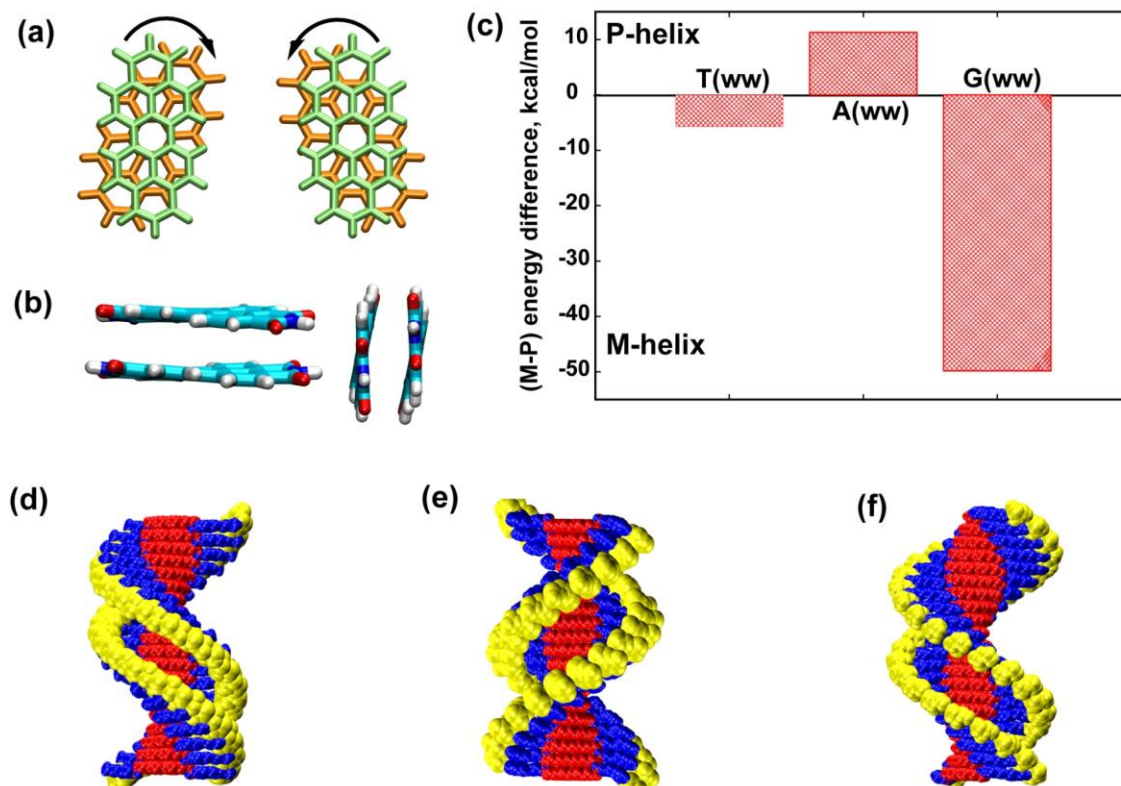 (a)
(c)
(M-P) energy difference, kcal/mol
P-helix
10
T(ww)
G(ww)
0
A(ww)
-10
-20
-30
-40
M-helix
-50
(b)
(d)
(e)
(f)